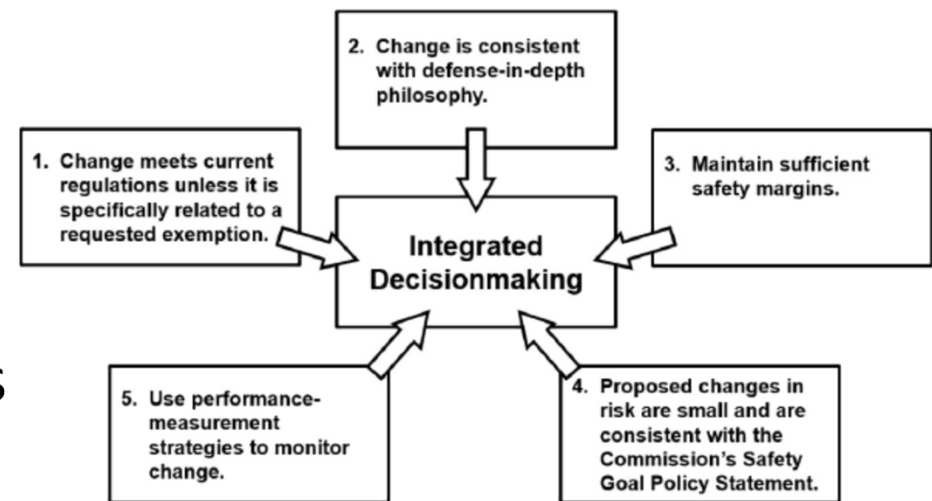 2. Change is consistent
with defense-in-depth
philosophy.
1. Change meets current
regulations unless it is
specifically related to a
requested exemption.
3. Maintain sufficient
safety margins.
Integrated
Decisionmaking
s
5. Use performance-
measurement
strategies to monitor
change.
4. Proposed changes in
risk are small and are
consistent with the
Commission's Safety
Goal Policy Statement.